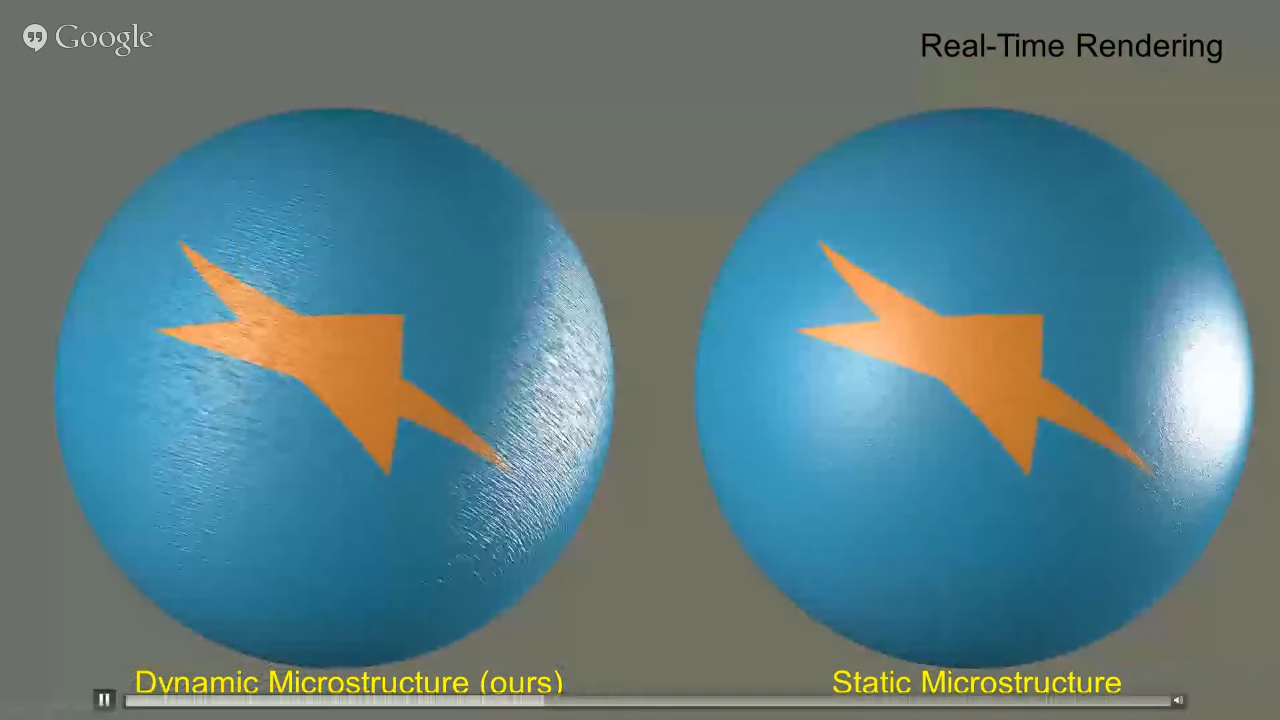 Google
Real-Time Rendering
Dynamic Microstructure (ours)
Static Microstructure